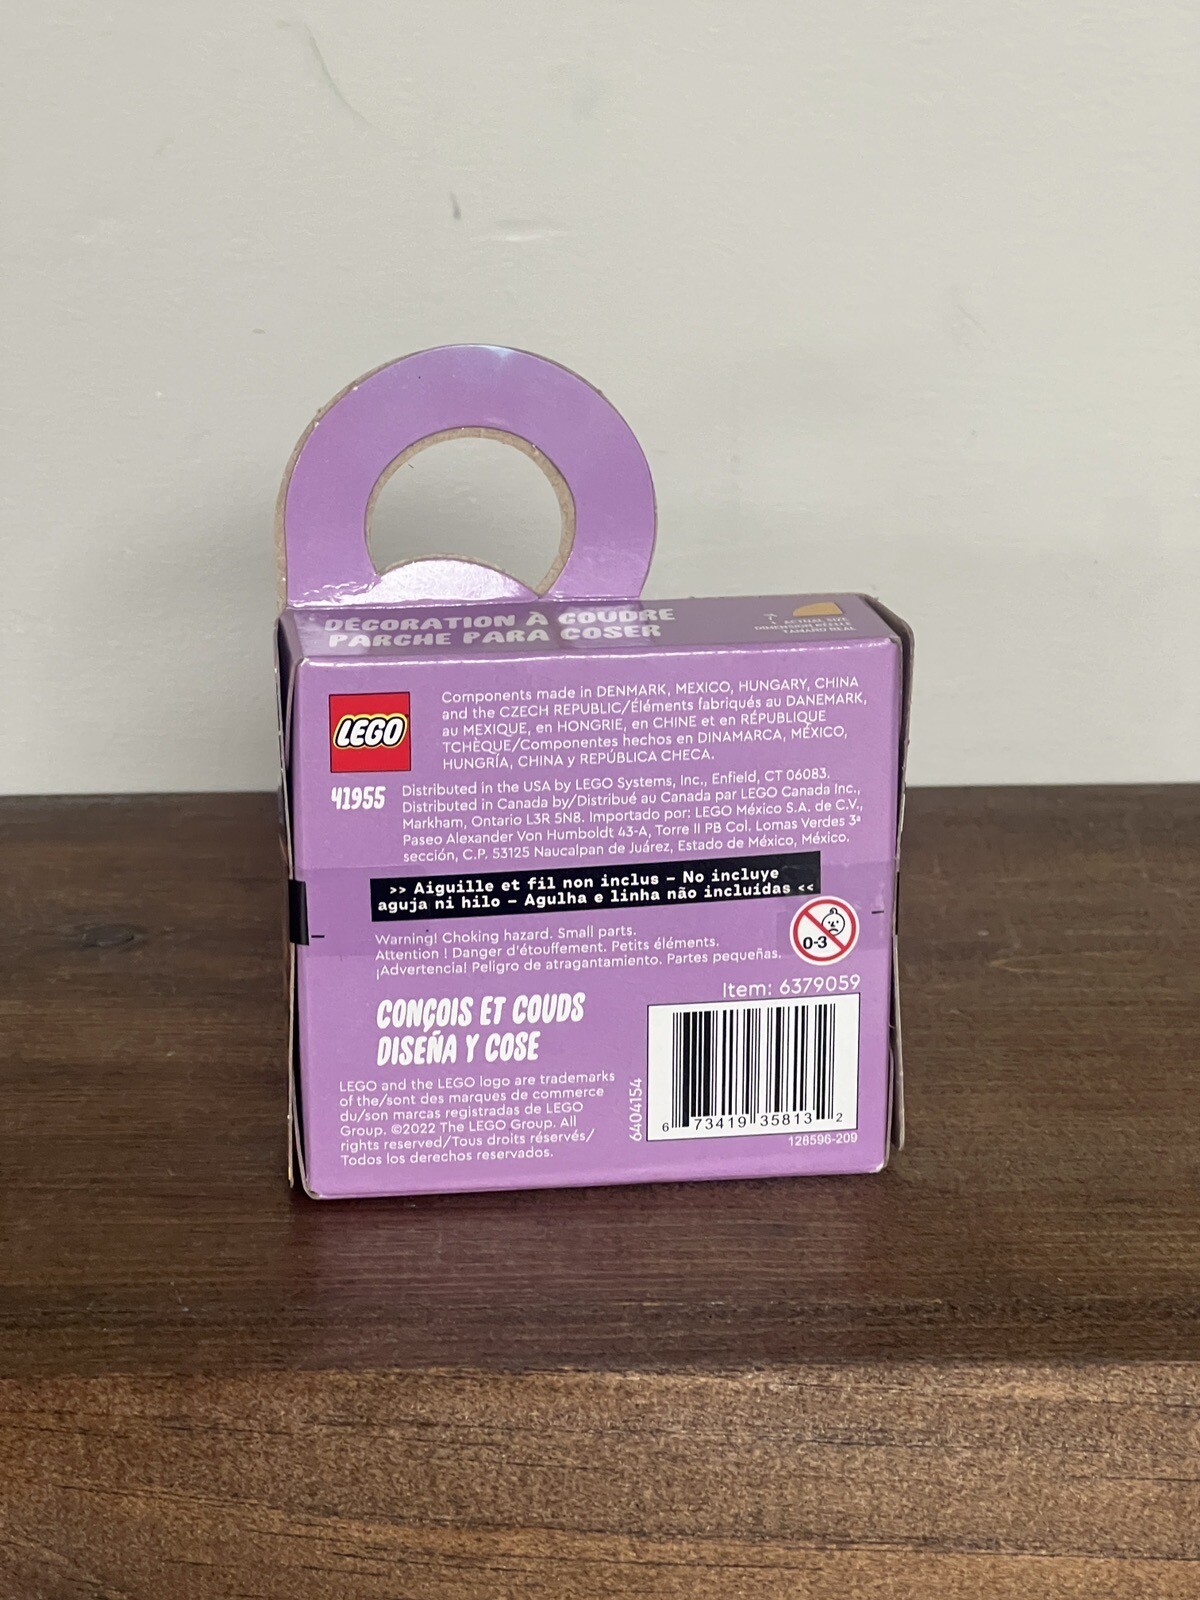 DÉCORATION À COUDRE
PARCHE PARA COSER
ACTUAL SIZE
DIMENSION RÉELLE
TAMAÑO REAL
LEGO
Components made in DENMARK, MEXICO, HUNGARY, CHINA
and the CZECH REPUBLIC/Éléments fabriqués au DANEMARK,
au MEXIQUE, en HONGRIE, en CHINE et en RÉPUBLIQUE
TCHÈQUE/Componentes hechos en DINAMARCA, MÉXICO,
HUNGRÍA, CHINA y REPÚBLICA CHECA.
41955
Distributed in the USA by LEGO Systems, Inc., Enfield, CT 06083.
Distributed in Canada by/Distribué au Canada par LEGO Canada Inc.,
Markham, Ontario L3R 5N8. Importado por: LEGO México S.A. de C.V.,
Paseo Alexander Von Humboldt 43-A, Torre II PB Col. Lomas Verdes 3ª
sección, C.P. 53125 Naucalpan de Juárez, Estado de México, México.
>> Aiguille et fil non inclus – No incluye
aguja ni hilo – Agulha e linha não incluídas <<
Warning! Choking hazard. Small parts.
Attention ! Danger d'étouffement. Petits éléments.
¡Advertencia! Peligro de atragantamiento. Partes pequeñas.
0-3
Item: 6379059
CONÇOIS ET COUDS
DISEÑA Y COSE
LEGO and the LEGO logo are trademarks
of the/sont des marques de commerce
du/son marcas registradas de LEGO
Group. ©2022 The LEGO Group. All
rights reserved/Tous droits réservés/
Todos los derechos reservados.
6404154
6 73419 35813 2
128596-209